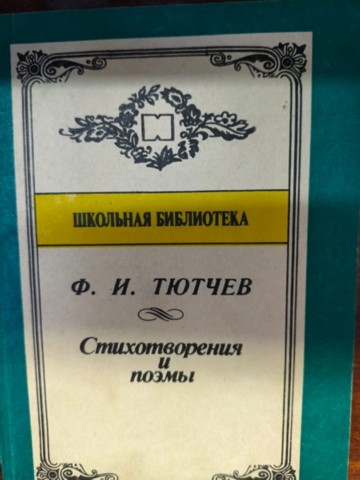 ШКОЛЬНАЯ БИБЛИОТЕКА
Ф. И. ТЮТЧЕВ
Стихотворения
и
поэмы